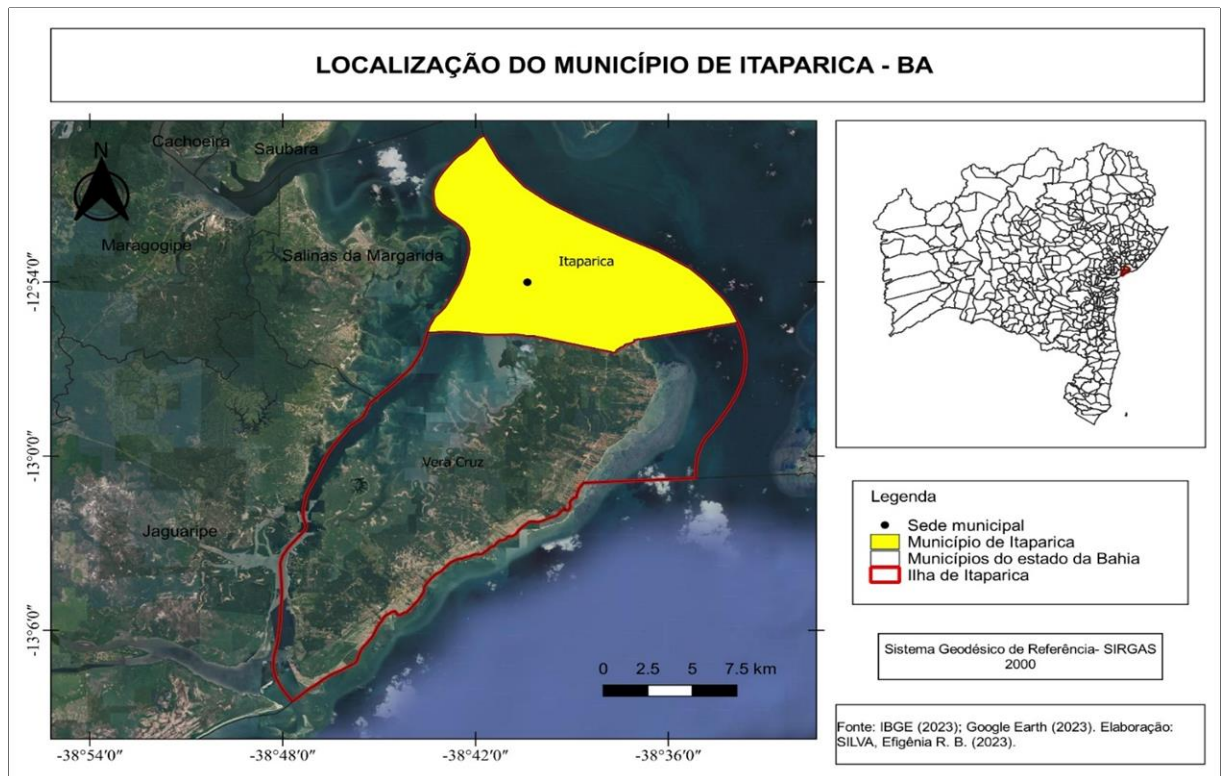 LOCALIZAÇÃO DO MUNICÍPIO DE ITAPARICA - BA
Cachoeira
Saubara
N
Maragogipe
Salinas da Margarida
Itaparica
Vera Cruz
Jaguaripe
0 2.5 5 7.5 km
-12°54'0"
-13°0'0"
-13°6'0"
-38°54'0"
-38°48'0"
-38°42'0"
-38°36'0"
Legenda
Sede municipal
Município de Itaparica
Municípios do estado da Bahia
Ilha de Itaparica
Sistema Geodésico de Referência- SIRGAS
2000
Fonte: IBGE (2023); Google Earth (2023). Elaboração:
SILVA, Efigênia R. B. (2023).